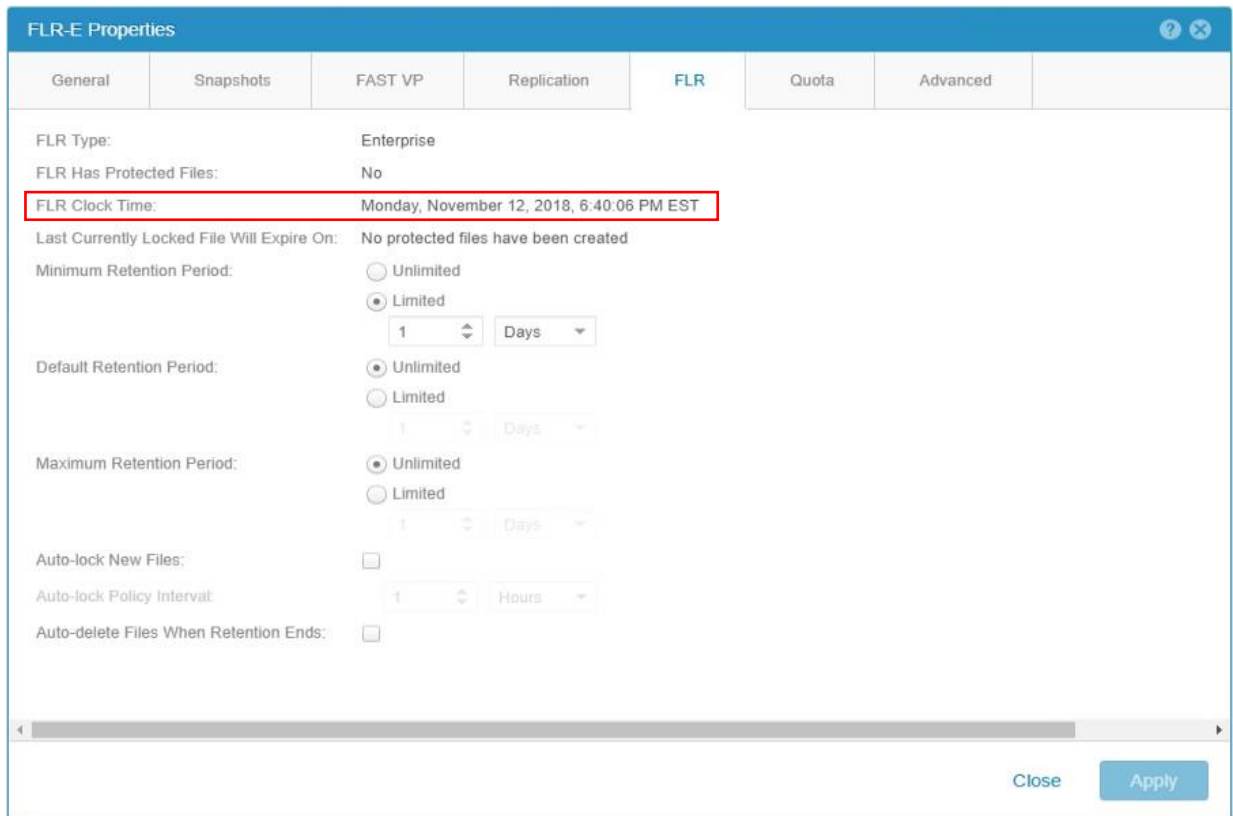 FLR-E Properties
General Snapshots FAST VP Replication FLR Quota Advanced
FLR Type: Enterprise
FLR Has Protected Files: No
FLR Clock Time: Monday, November 12, 2018, 6:40:06 PM EST
Last Currently Locked File Will Expire On: No protected files have been created
Minimum Retention Period: Unlimited
Limited
1 Days
Default Retention Period: Unlimited
Limited
1 Days
Maximum Retention Period: Unlimited
Limited
1 Days
Auto-lock New Files:
Auto-lock Policy Interval: 1 Hours
Auto-delete Files When Retention Ends:
Close Apply